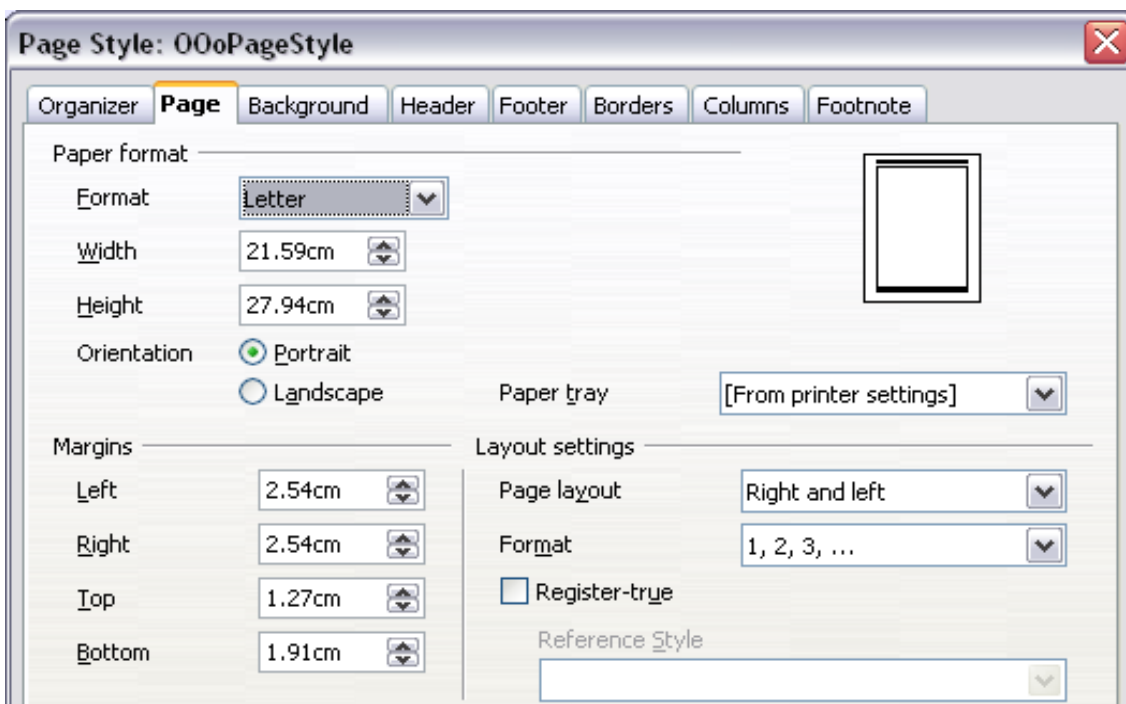 Page Style: OOoPageStyle
Organizer Page Background Header Footer Borders Columns Footnote
Paper format
Format Letter
Width 21.59cm
Height 27.94cm
Orientation Portrait
Landscape Paper tray [From printer settings]
Margins Layout settings
Left 2.54cm Page layout Right and left
Right 2.54cm Format 1, 2, 3, ...
Top 1.27cm Register-true
Bottom 1.91cm Reference Style